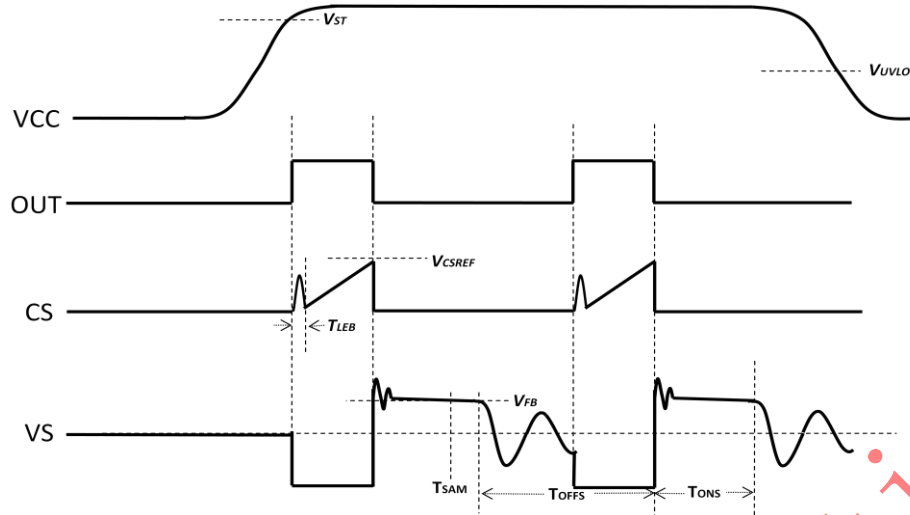 VST
VUVLO
VCC
OUT
VCSREF
CS
TLEB
VFB
VS
TSAM
TOFFS
TONS